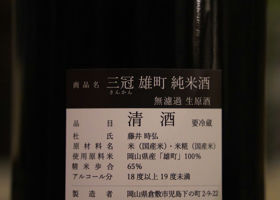 商品名 三冠 雄町 純米酒
さんかん
無濾過 生原酒
品目 清酒 要冷蔵
杜氏 藤井 時弘
原材料名 米（国産米）・米糀（国産米）
使用原料米 岡山県産「雄町」100%
精米歩合 65%
アルコール分 18度以上19度未満
製造者 岡山県倉敷市児島下の町2-9-22